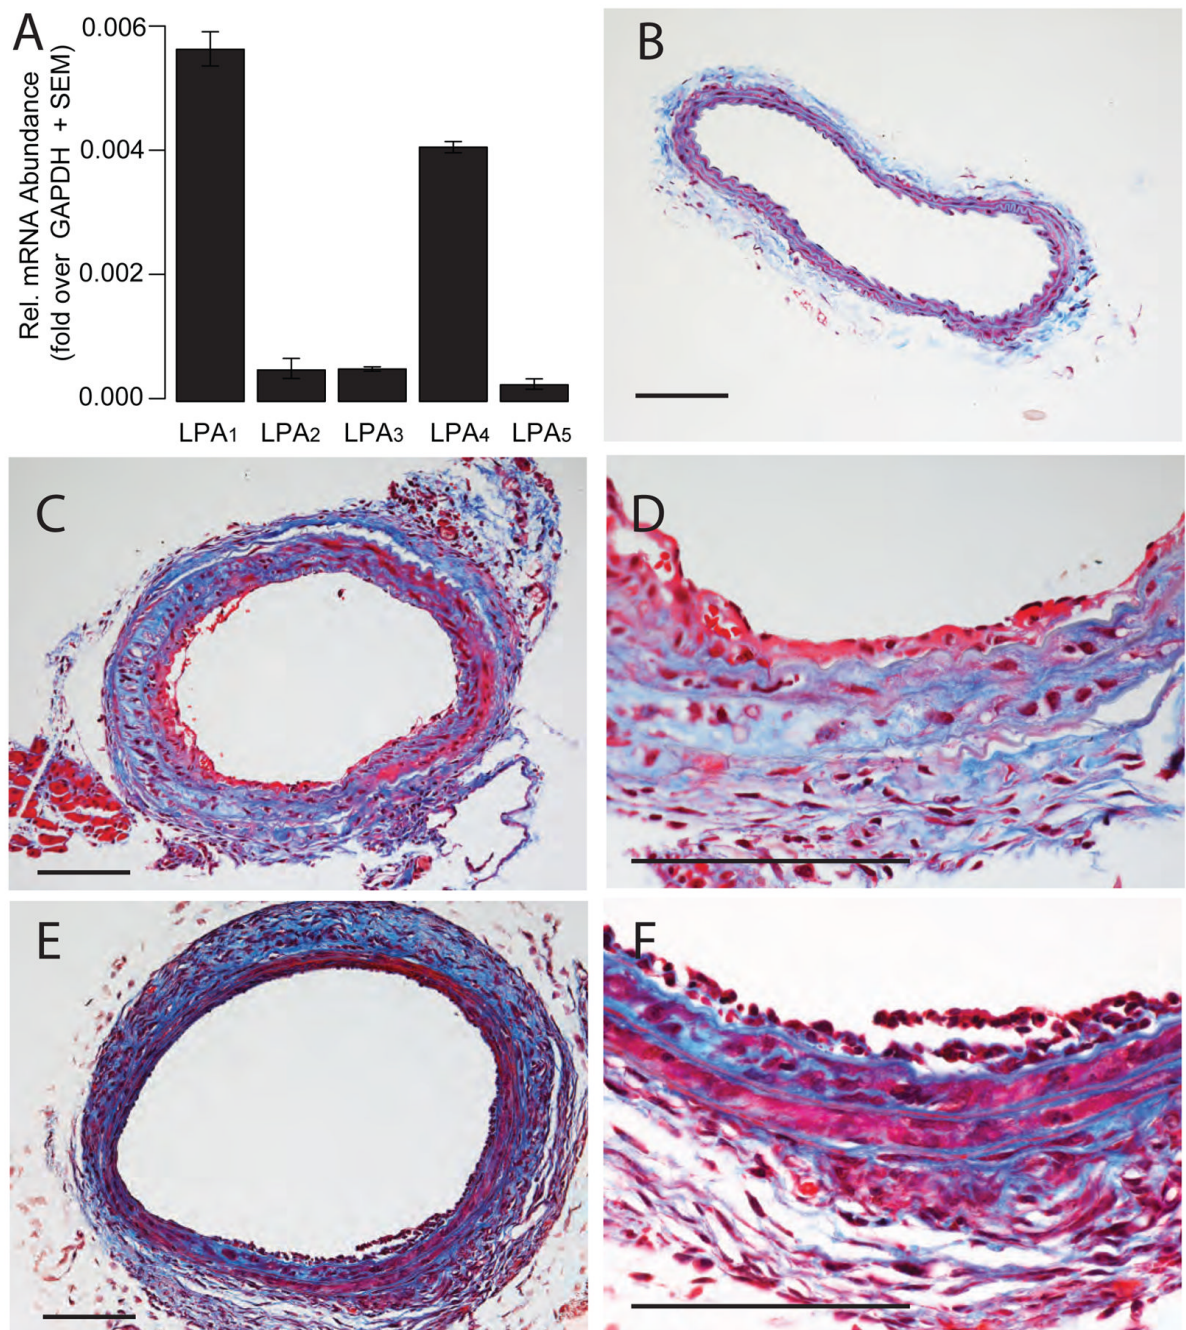 A
Rel. mRNA Abundance
(fold over GAPDH + SEM)
0.006
0.004
0.002
0.000
LPA1 LPA2 LPA3 LPA4 LPA5
B
C
D
E
F